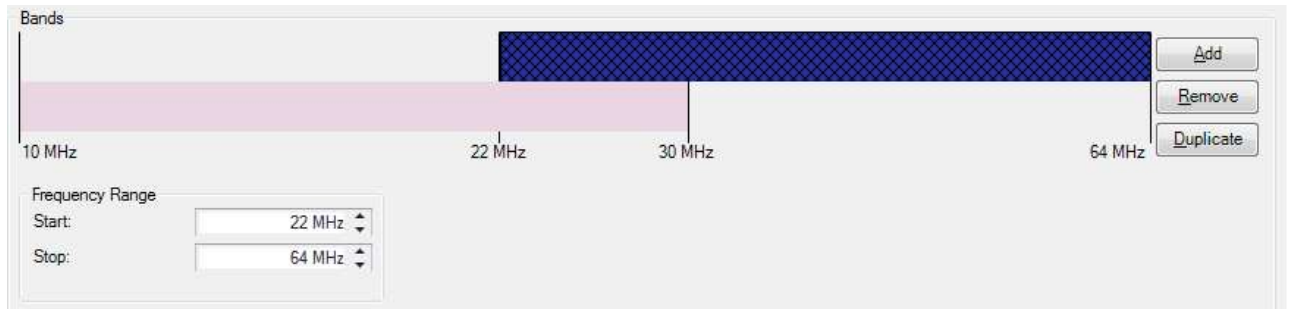 Bands
Add
Remove
Duplicate
10 MHz 22 MHz 30 MHz 64 MHz
Frequency Range
Start: 22 MHz
Stop: 64 MHz